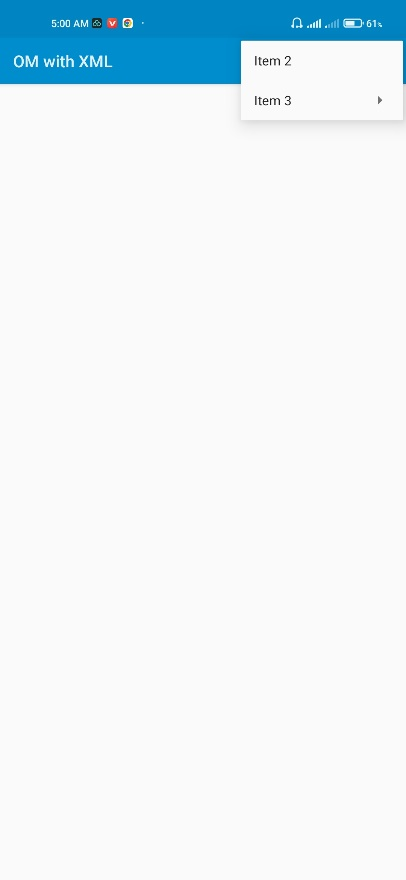 5:00 AM
61%
OM with XML
Item 2
Item 3